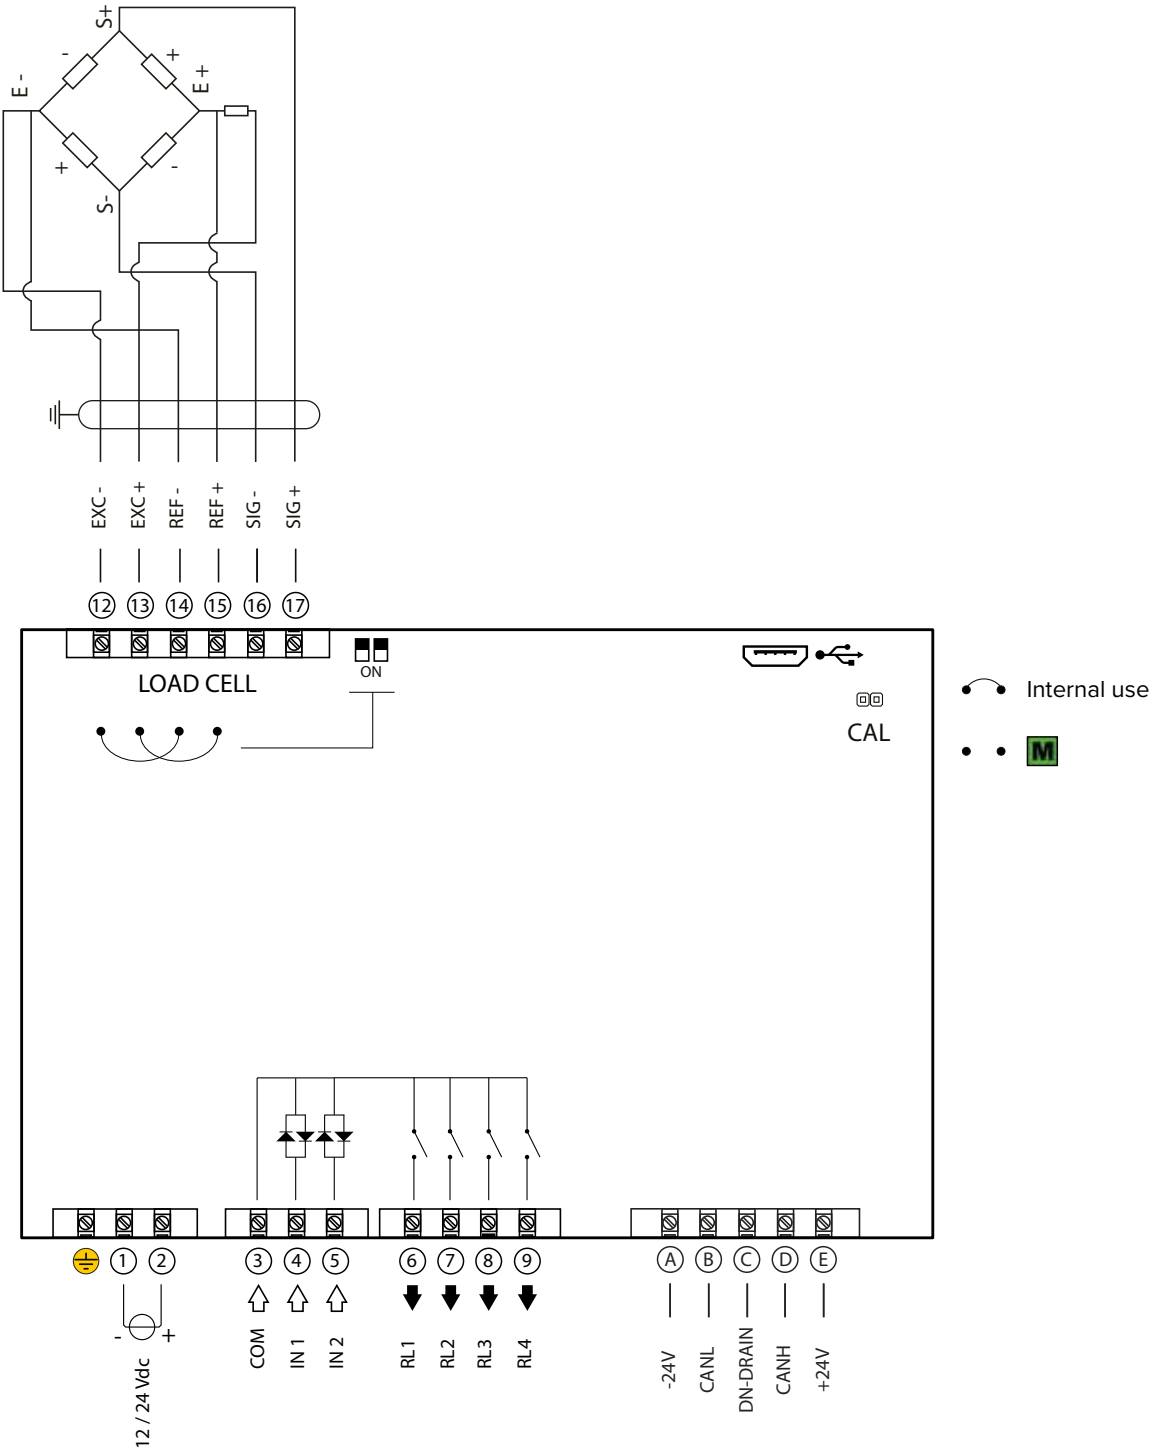 S+
-
+
E -
E +
+
-
S-
EXC -
EXC +
REF -
REF +
SIG -
SIG +
12
13
14
15
16
17
LOAD CELL
ON
CAL
Internal use
M
1
2
3
4
5
6
7
8
9
A
B
C
D
E
- +
12 / 24 Vdc
COM
IN 1
IN 2
RL1
RL2
RL3
RL4
-24V
CANL
DN-DRAIN
CANH
+24V